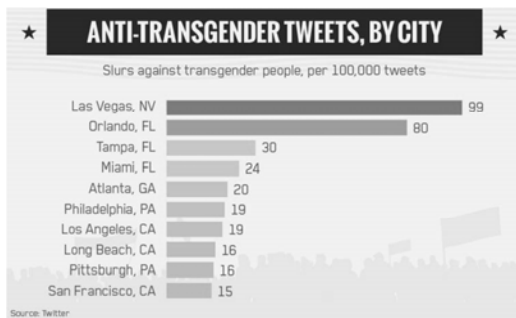 ANTI-TRANSGENDER TWEETS, BY CITY
Slurs against transgender people, per 100,000 tweets
Las Vegas, NV 99
Orlando, FL 80
Tampa, FL 30
Miami, FL 24
Atlanta, GA 20
Philadelphia, PA 19
Los Angeles, CA 19
Long Beach, CA 16
Pittsburgh, PA 16
San Francisco, CA 15
Source: Twitter